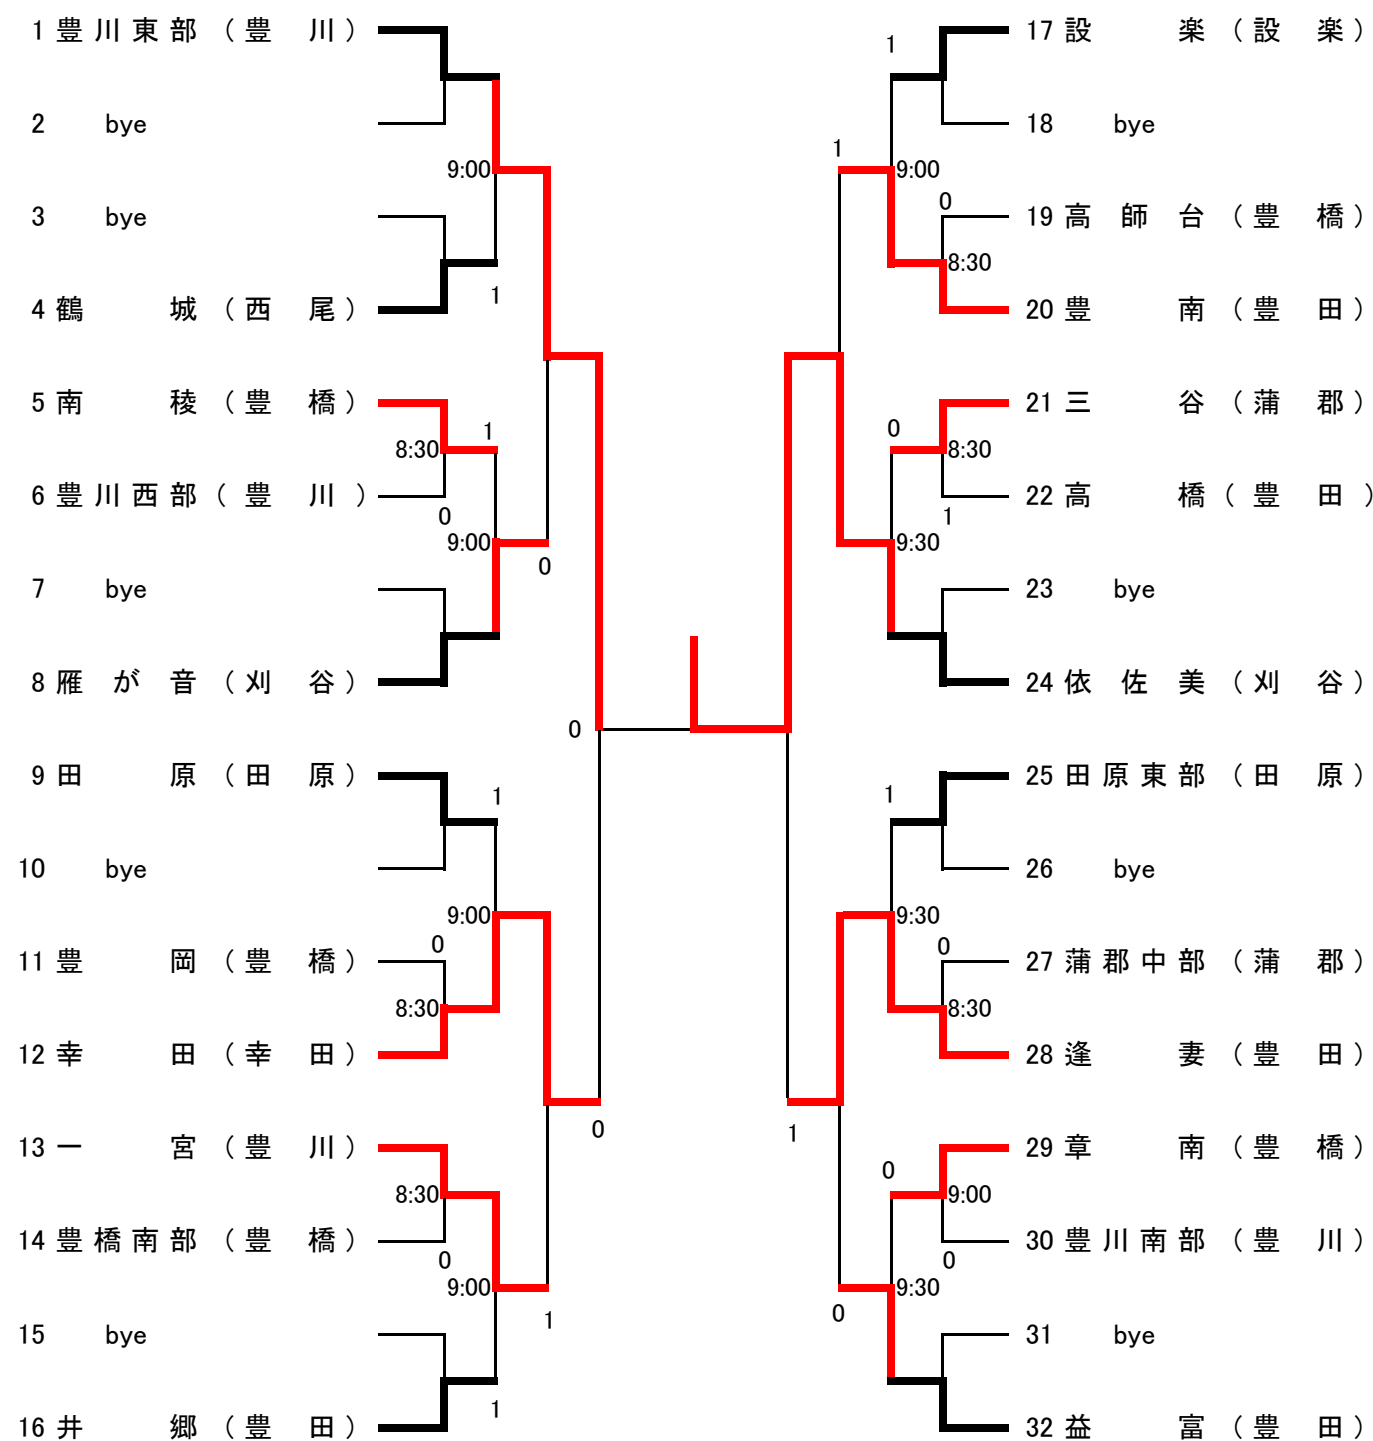 1 豊川東部（豊　川）
2 bye
9:00
3 bye
1
4 鶴　城（西　尾）
5 南　稜（豊　橋）
1
8:30
6 豊川西部（豊　川）
0
9:00
0
7 bye
8 雁が音（刈　谷）
0
9 田　原（田　原）
1
10 bye
9:00
0
11 豊　岡（豊　橋）
8:30
12 幸　田（幸　田）
0
13 一　宮（豊　川）
8:30
14 豊橋南部（豊　橋）
0
9:00
1
15 bye
1
16 井　郷（豊　田）
17 設　楽（設　楽）
1
18 bye
1
9:00
0
19 高師台（豊　橋）
8:30
20 豊　南（豊　田）
21 三　谷（蒲　郡）
0
8:30
22 高　橋（豊　田）
1
9:30
23 bye
24 依佐美（刈　谷）
25 田原東部（田　原）
1
26 bye
9:30
0
27 蒲郡中部（蒲　郡）
8:30
28 逢　妻（豊　田）
1
29 章　南（豊　橋）
0
9:00
30 豊川南部（豊　川）
0
9:30
0
31 bye
32 益　富（豊　田）